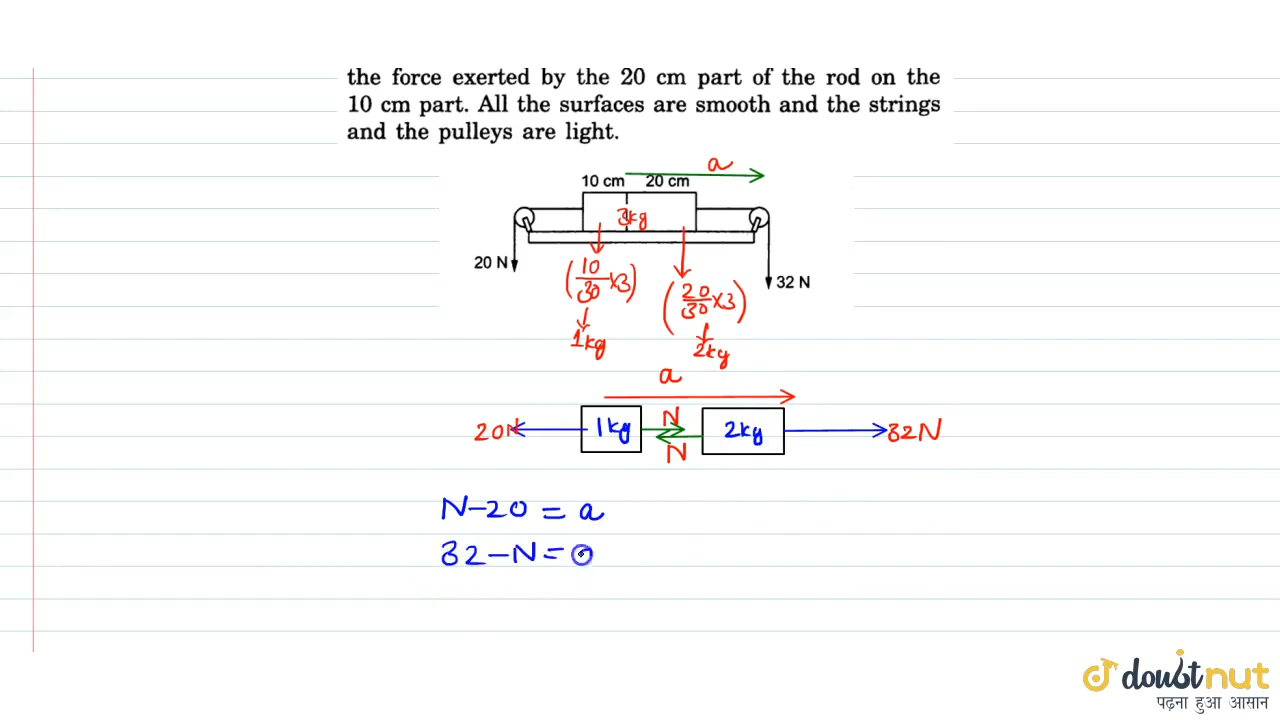 the force exerted by the 20 cm part of the rod on the
10 cm part. All the surfaces are smooth and the strings
and the pulleys are light.
a
10 cm 20 cm
3kg
20 N
32 N
(10/30 ×3)
(20/30 ×3)
1kg
2kg
a
20N
1kg
N
N
2kg
32N
N-20 = a
32-N=
doubtnut
पढ़ना हुआ आसान